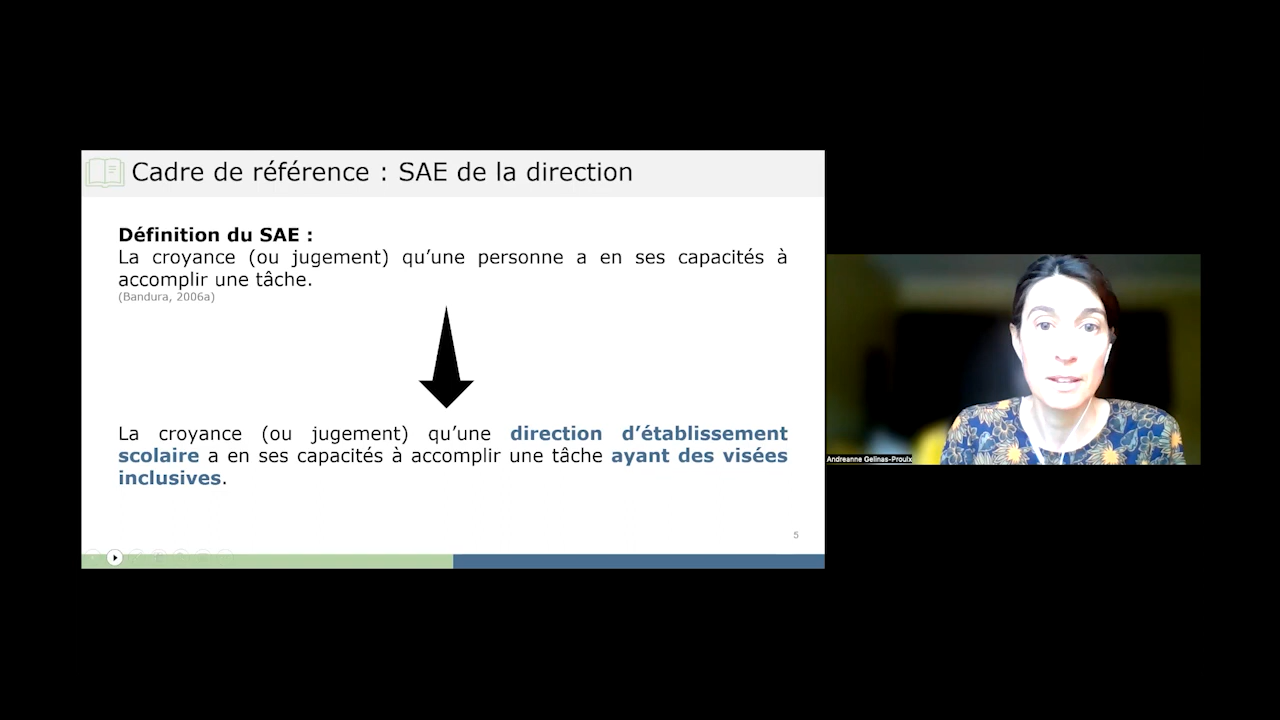 Cadre de référence : SAE de la direction
Définition du SAE :
La croyance (ou jugement) qu’une personne a en ses capacités à
accomplir une tâche.
(Bandura, 2006a)
La croyance (ou jugement) qu’une direction d’établissement
scolaire a en ses capacités à accomplir une tâche ayant des visées
inclusives.
5
Andreanne Gelinas-Proulx